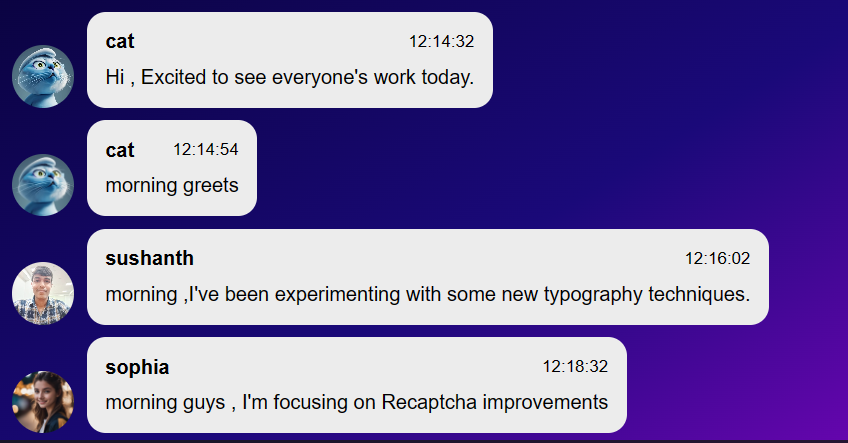 cat 12:14:32
Hi , Excited to see everyone's work today.
cat 12:14:54
morning greets
sushanth 12:16:02
morning ,I've been experimenting with some new typography techniques.
sophia 12:18:32
morning guys , I'm focusing on Recaptcha improvements